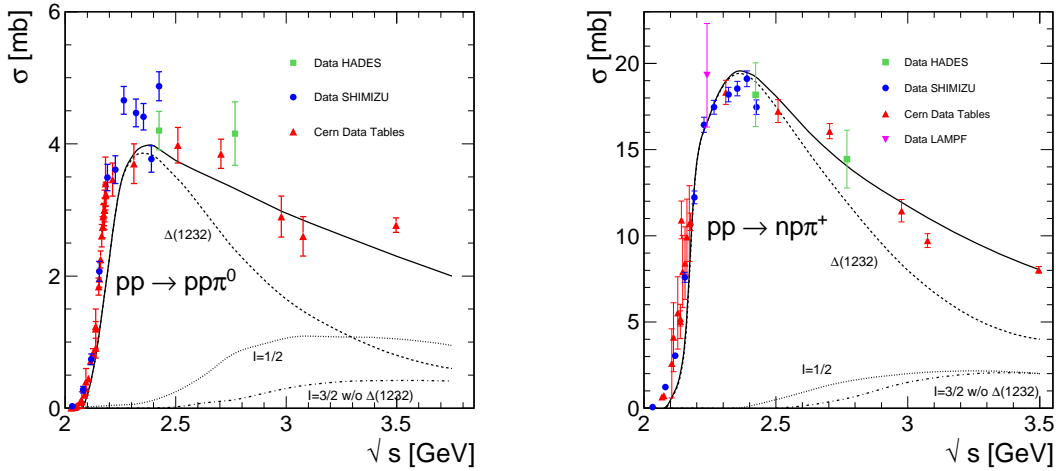 σ [mb]
6
4
2
0
2
2.5
3
3.5
√ s [GeV]
Data HADES
Data SHIMIZU
Cern Data Tables
Δ(1232)
pp → ppπ⁰
I=1/2
I=3/2 w/o Δ(1232)
σ [mb]
20
15
10
5
0
2
2.5
3
3.5
√ s [GeV]
Data HADES
Data SHIMIZU
Cern Data Tables
Data LAMPF
pp → npπ⁺
Δ(1232)
I=1/2
I=3/2 w/o Δ(1232)